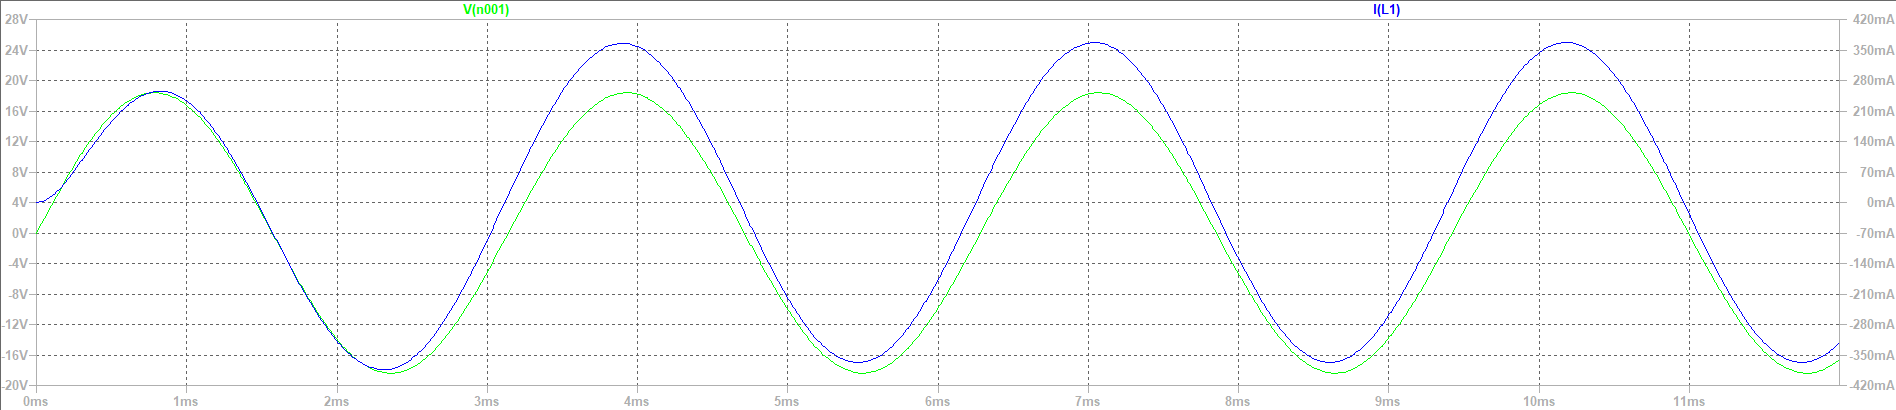 V(n001) I(L1)
28V 420mA
24V 350mA
20V 280mA
16V 210mA
12V 140mA
8V 70mA
4V 0mA
0V -70mA
-4V -140mA
-8V -210mA
-12V -280mA
-16V -350mA
-20V -420mA
0ms 1ms 2ms 3ms 4ms 5ms 6ms 7ms 8ms 9ms 10ms 11ms